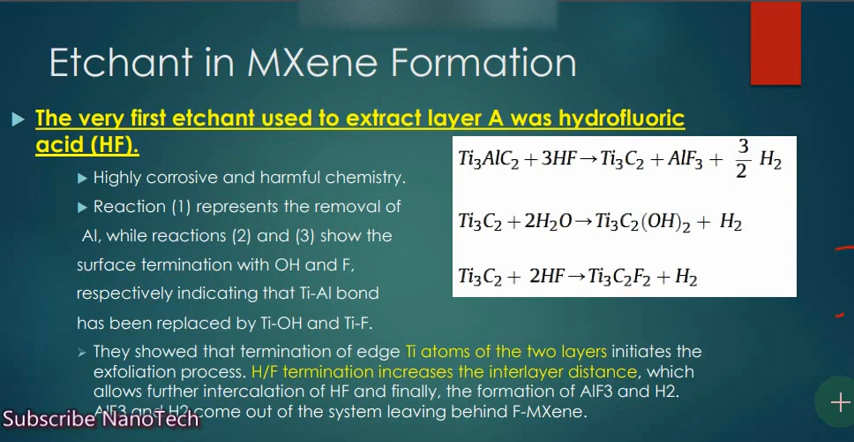 Etchant in MXene Formation
The very first etchant used to extract layer A was hydrofluoric
acid (HF).
Highly corrosive and harmful chemistry.
Reaction (1) represents the removal of
Al, while reactions (2) and (3) show the
surface termination with OH and F,
respectively indicating that Ti-Al bond
has been replaced by Ti-OH and Ti-F.
Ti₃AlC₂ + 3HF → Ti₃C₂ + AlF₃ + 3/2 H₂
Ti₃C₂ + 2H₂O → Ti₃C₂(OH)₂ + H₂
Ti₃C₂ + 2HF → Ti₃C₂F₂ + H₂
They showed that termination of edge Ti atoms of the two layers initiates the
exfoliation process. H/F termination increases the interlayer distance, which
allows further intercalation of HF and finally, the formation of AlF3 and H2.
AlF3 and H2 come out of the system leaving behind F-MXene.
Subscribe NanoTech